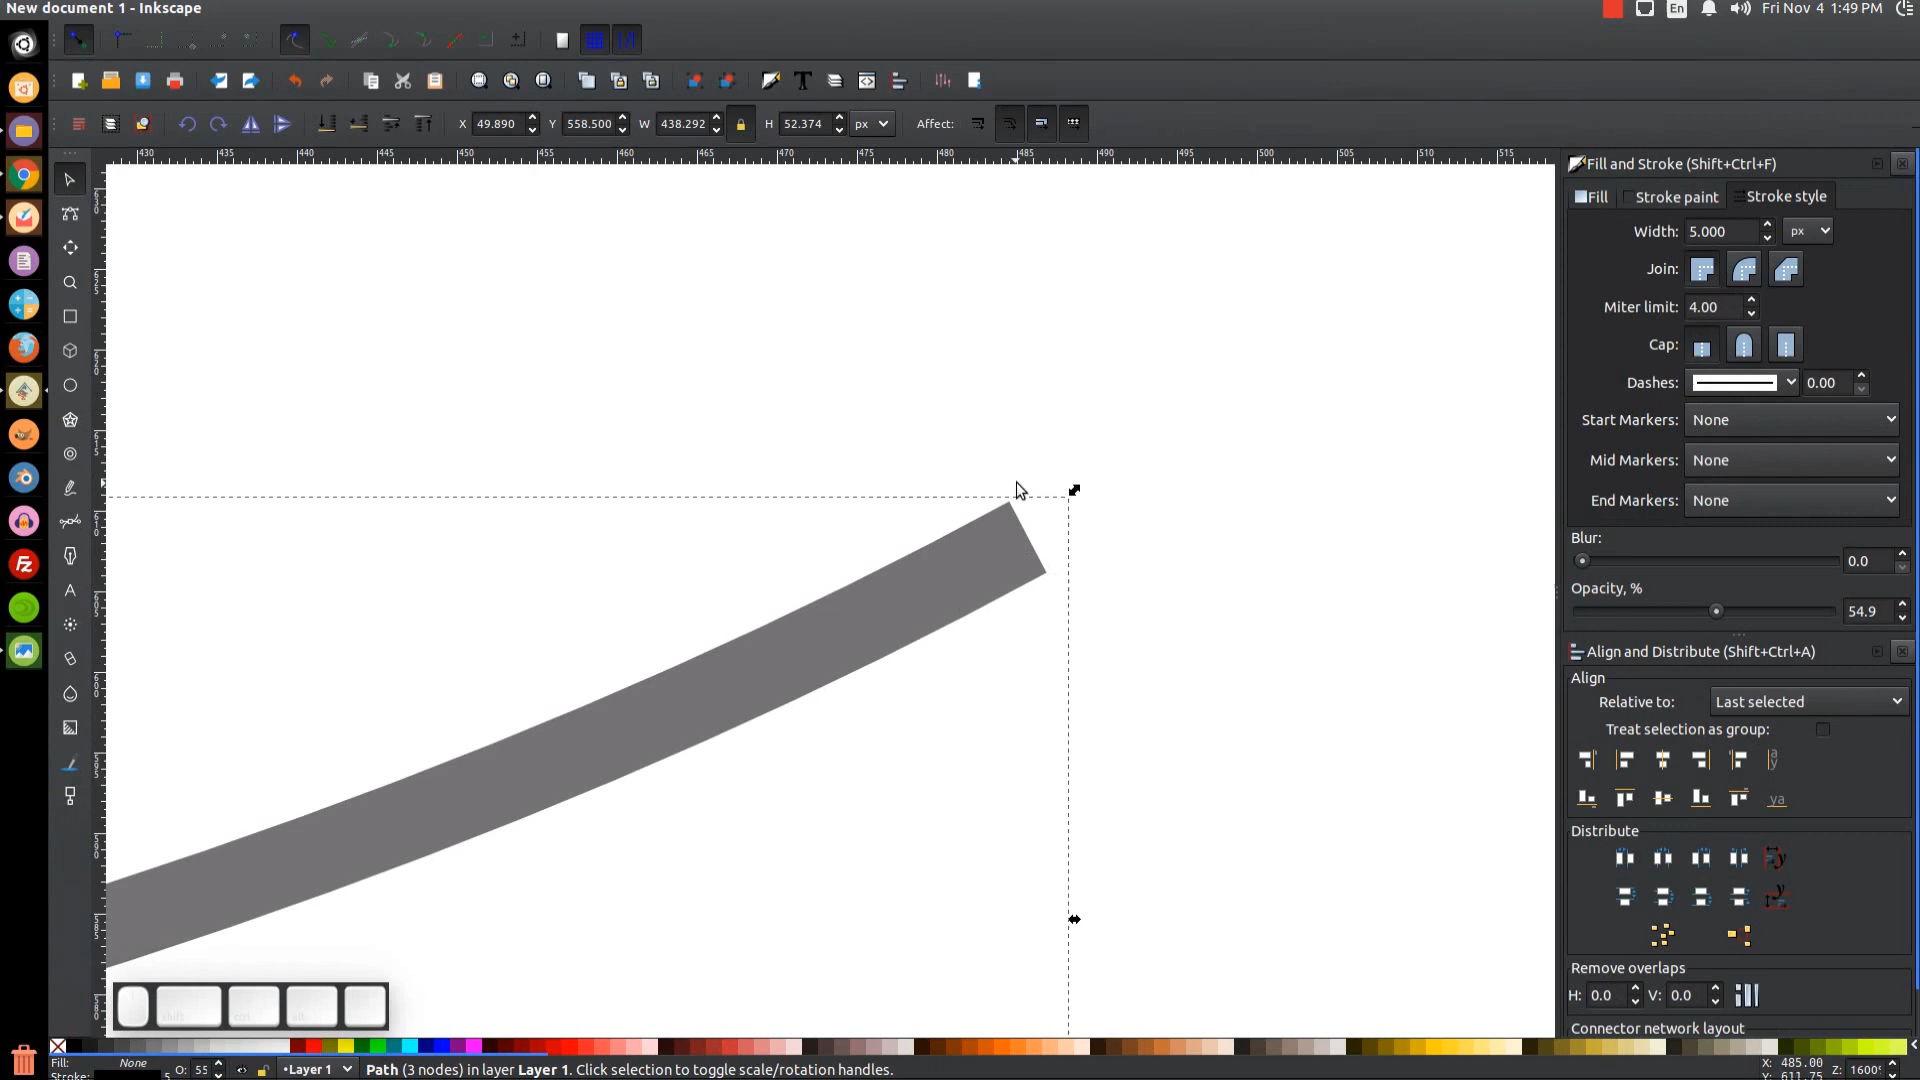 New document 1 - Inkscape
En
Fri Nov 4 1:49 PM
X 49.890 Y 558.500 W 438.292 H 52.374 px Affect:
430 435 440 445 450 455 460 465 470 475 480 485 490 495 500 505 510 515
Fill and Stroke (Shift+Ctrl+F)
Fill Stroke paint Stroke style
Width: 5.000 px
Join:
Miter limit: 4.00
Cap:
Dashes: 0.00
Start Markers: None
Mid Markers: None
End Markers: None
Blur:
0.0
Opacity, %
54.9
Align and Distribute (Shift+Ctrl+A)
Align
Relative to: Last selected
Treat selection as group:
Distribute
Remove overlaps
H: 0.0 V: 0.0
Connector network layout
shift ctrl alt
Fill: None O: 55 •Layer 1 Path (3 nodes) in layer Layer 1. Click selection to toggle scale/rotation handles. X: 485.00 Z: 1600%
Stroke: 5 Y: 611.75